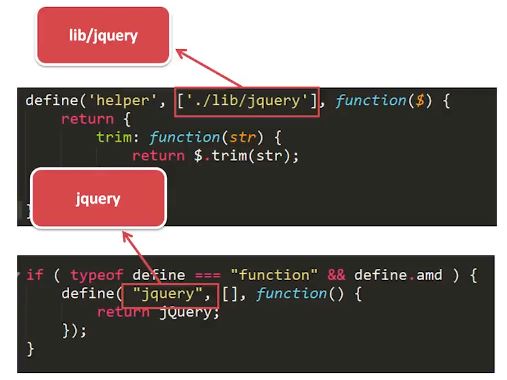 lib/jquery
define('helper', ['./lib/jquery'], function($) {
return {
trim: function(str) {
return $.trim(str);
jquery
if ( typeof define === "function" && define.amd ) {
define( "jquery", [], function() {
return jQuery;
});
}